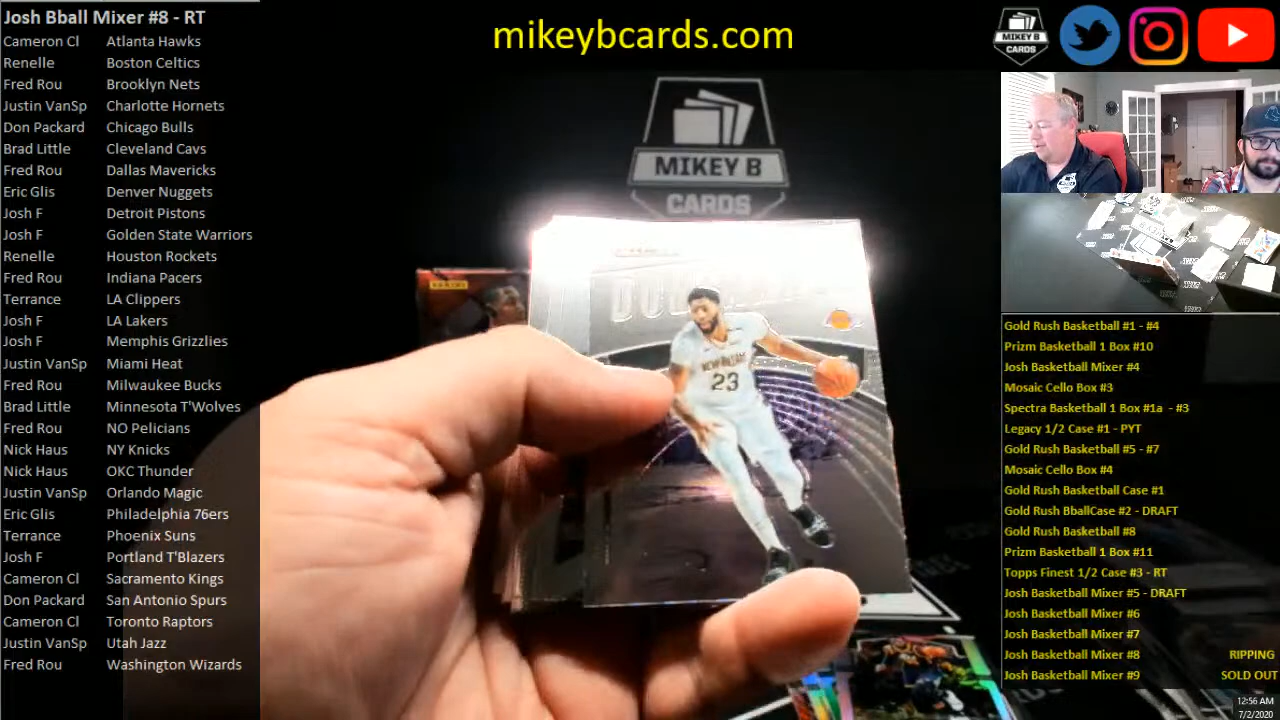 Josh Bball Mixer #8 - RT
Cameron Cl Atlanta Hawks
Renelle Boston Celtics
Fred Rou Brooklyn Nets
Justin VanSp Charlotte Hornets
Don Packard Chicago Bulls
Brad Little Cleveland Cavs
Fred Rou Dallas Mavericks
Eric Glis Denver Nuggets
Josh F Detroit Pistons
Josh F Golden State Warriors
Renelle Houston Rockets
Fred Rou Indiana Pacers
Terrance LA Clippers
Josh F LA Lakers
Josh F Memphis Grizzlies
Justin VanSp Miami Heat
Fred Rou Milwaukee Bucks
Brad Little Minnesota T'Wolves
Fred Rou NO Pelicians
Nick Haus NY Knicks
Nick Haus OKC Thunder
Justin VanSp Orlando Magic
Eric Glis Philadelphia 76ers
Terrance Phoenix Suns
Josh F Portland T'Blazers
Cameron Cl Sacramento Kings
Don Packard San Antonio Spurs
Cameron Cl Toronto Raptors
Justin VanSp Utah Jazz
Fred Rou Washington Wizards
mikeybcards.com
MIKEY B
CARDS
MIKEY B
CARDS
PANINI
NEW ORLEANS
23
Gold Rush Basketball #1 - #4
Prizm Basketball 1 Box #10
Josh Basketball Mixer #4
Mosaic Cello Box #3
Spectra Basketball 1 Box #1a - #3
Legacy 1/2 Case #1 - PYT
Gold Rush Basketball #5 - #7
Mosaic Cello Box #4
Gold Rush Basketball Case #1
Gold Rush BballCase #2 - DRAFT
Gold Rush Basketball #8
Prizm Basketball 1 Box #11
Topps Finest 1/2 Case #3 - RT
Josh Basketball Mixer #5 - DRAFT
Josh Basketball Mixer #6
Josh Basketball Mixer #7
Josh Basketball Mixer #8 RIPPING
Josh Basketball Mixer #9 SOLD OUT
12:56 AM
7/2/2020